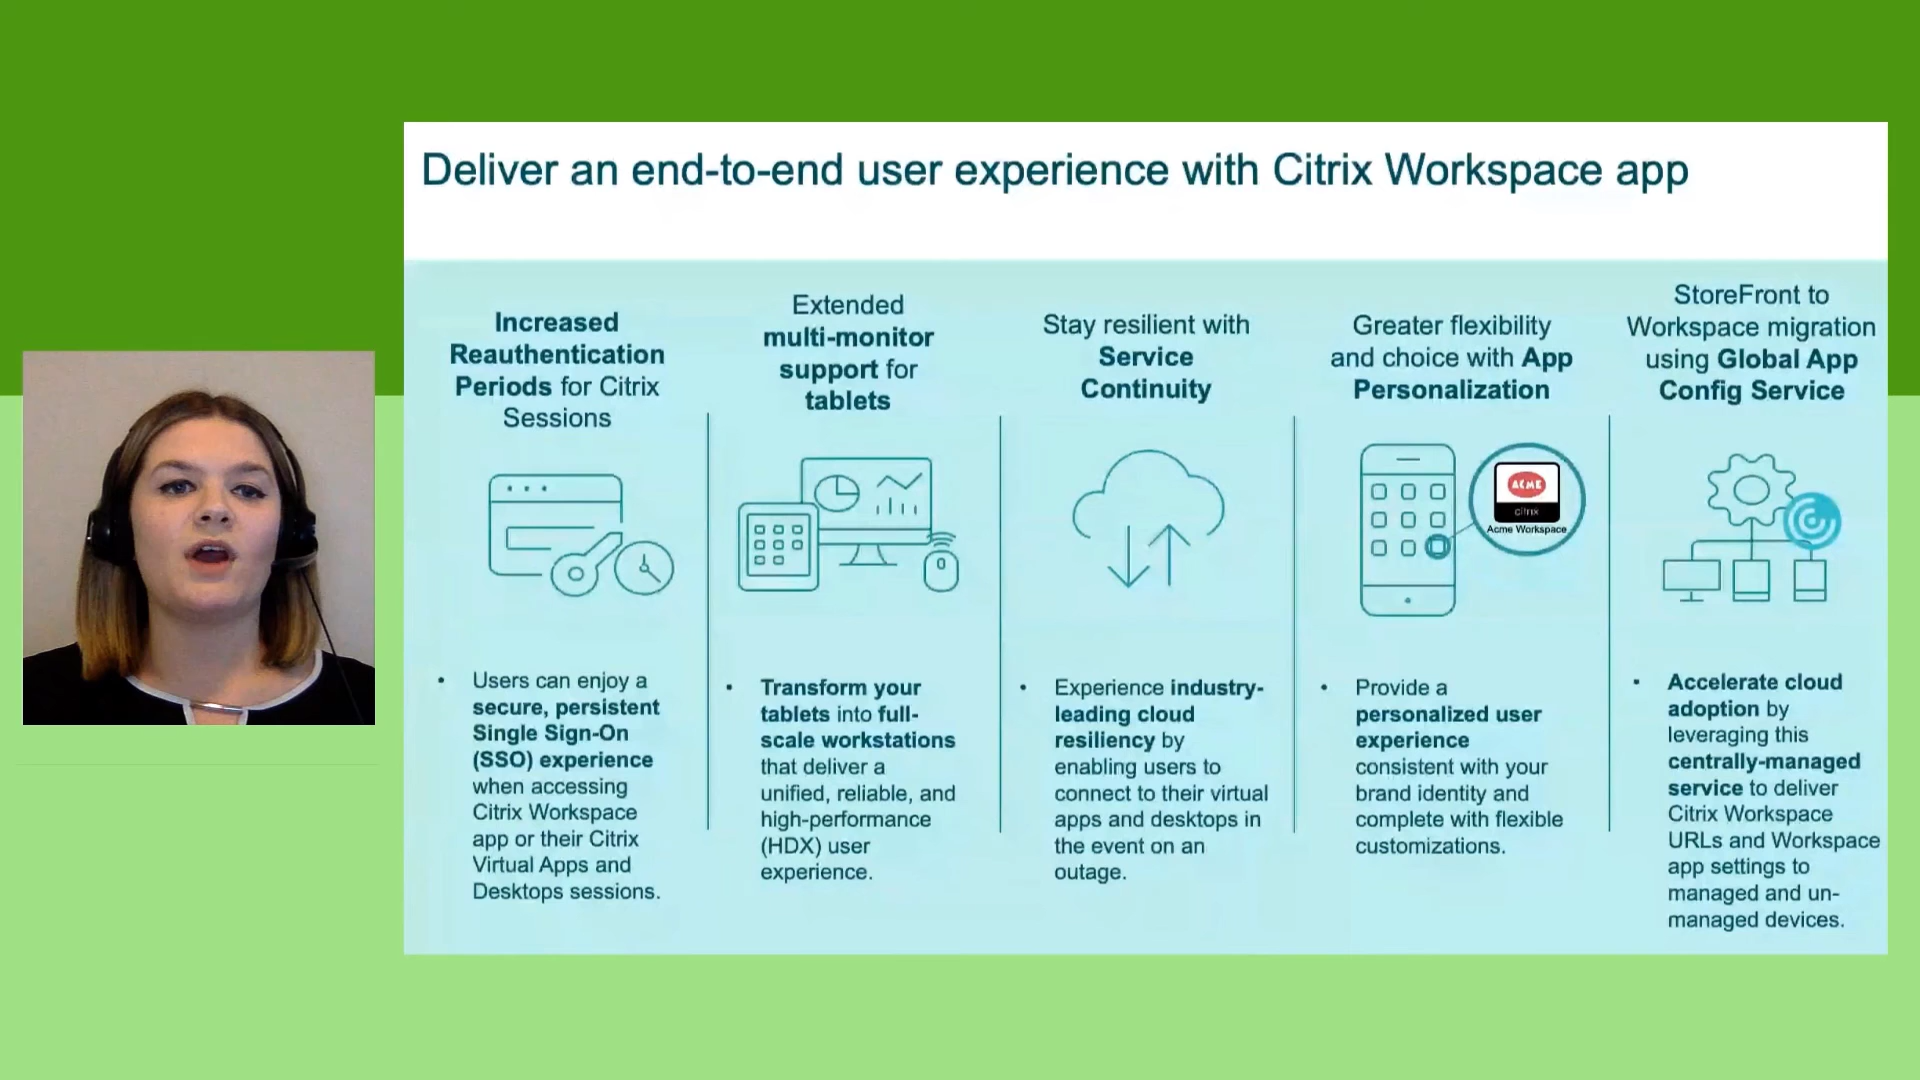 Deliver an end-to-end user experience with Citrix Workspace app
Increased
Reauthentication
Periods for Citrix
Sessions
Users can enjoy a
secure, persistent
Single Sign-On
(SSO) experience
when accessing
Citrix Workspace
app or their Citrix
Virtual Apps and
Desktops sessions.
Extended
multi-monitor
support for
tablets
Transform your
tablets into full-
scale workstations
that deliver a
unified, reliable, and
high-performance
(HDX) user
experience.
Stay resilient with
Service
Continuity
Experience industry-
leading cloud
resiliency by
enabling users to
connect to their virtual
apps and desktops in
the event on an
outage.
Greater flexibility
and choice with App
Personalization
ACME
citrix
Acme Workspace
Provide a
personalized user
experience
consistent with your
brand identity and
complete with flexible
customizations.
StoreFront to
Workspace migration
using Global App
Config Service
Accelerate cloud
adoption by
leveraging this
centrally-managed
service to deliver
Citrix Workspace
URLs and Workspace
app settings to
managed and un-
managed devices.